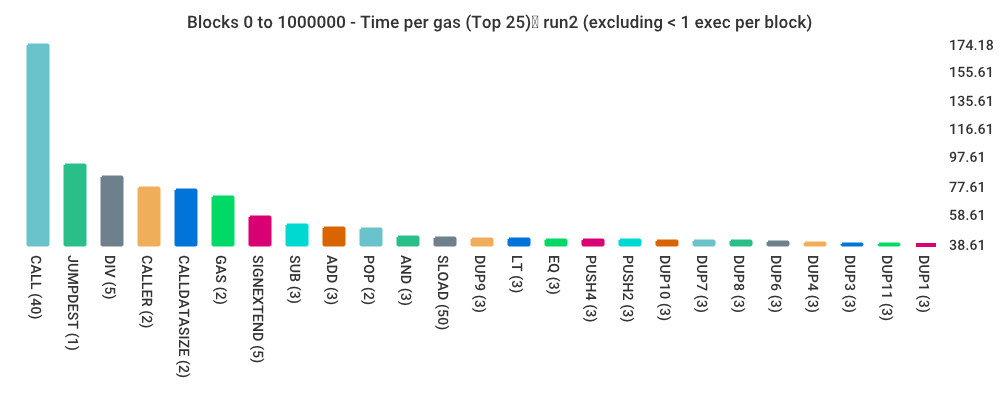 Blocks 0 to 1000000 - Time per gas (Top 25)▯ run2 (excluding < 1 exec per block)
174.18
155.61
135.61
116.61
97.61
77.61
58.61
38.61
CALL (40)
JUMPDEST (1)
DIV (5)
CALLER (2)
CALLDATASIZE (2)
GAS (2)
SIGNEXTEND (5)
SUB (3)
ADD (3)
POP (2)
AND (3)
SLOAD (50)
DUP9 (3)
LT (3)
EQ (3)
PUSH4 (3)
PUSH2 (3)
DUP10 (3)
DUP7 (3)
DUP8 (3)
DUP6 (3)
DUP4 (3)
DUP3 (3)
DUP11 (3)
DUP1 (3)